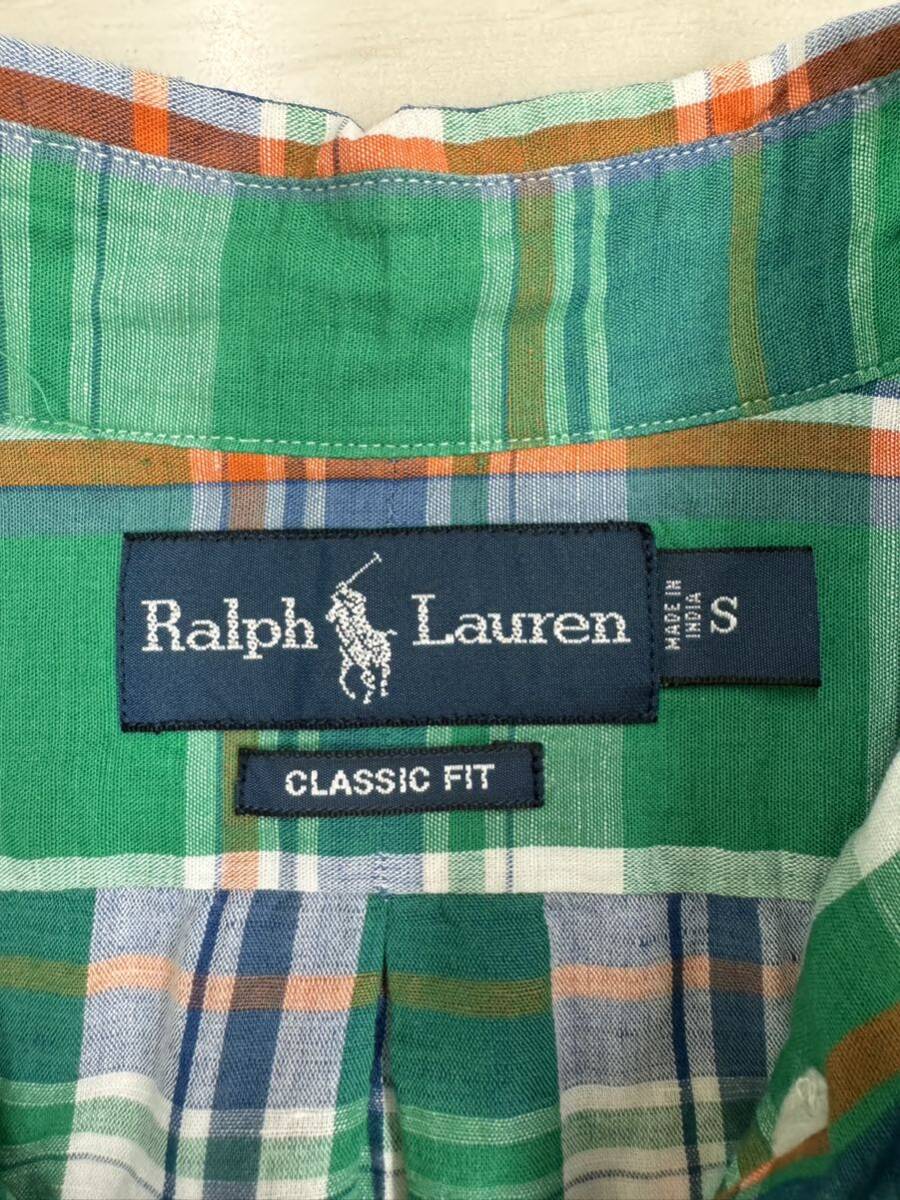 Ralph Lauren
MADE IN
INDIA
S
CLASSIC FIT